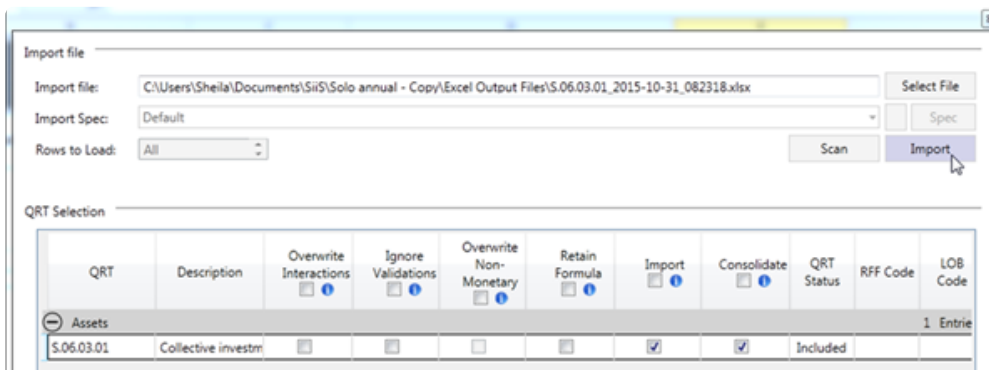 Import file
Import file: C:\Users\Sheila\Documents\SiiS\Solo annual - Copy\Excel Output Files\S.06.03.01_2015-10-31_082318.xlsx Select File
Import Spec: Default Spec
Rows to Load: All Scan Import
QRT Selection
QRT Description Overwrite Interactions Ignore Validations Overwrite Non-Monetary Retain Formula Import Consolidate QRT Status RFF Code LOB Code
Assets 1 Entrie
S.06.03.01 Collective investm Included